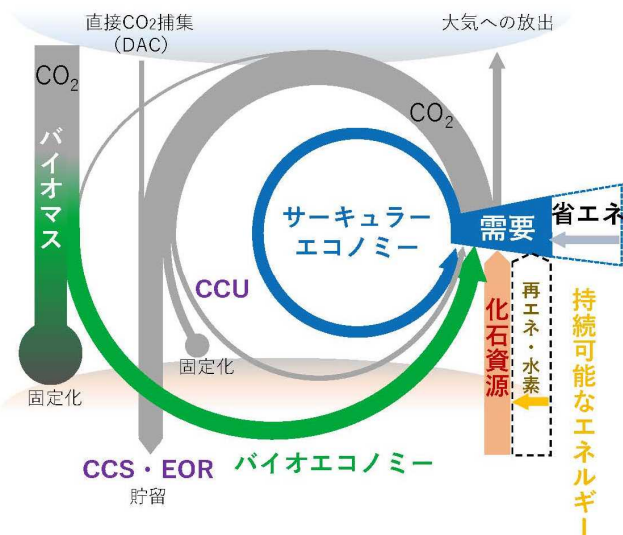 直接CO₂捕集
（DAC）
大気への放出
CO₂
CO₂
バイオマス
サーキュラー
エコノミー
需要
省エネ
CCU
化石資源
再エネ・水素
持続可能なエネルギー
固定化
固定化
CCS・EOR
バイオエコノミー
貯留